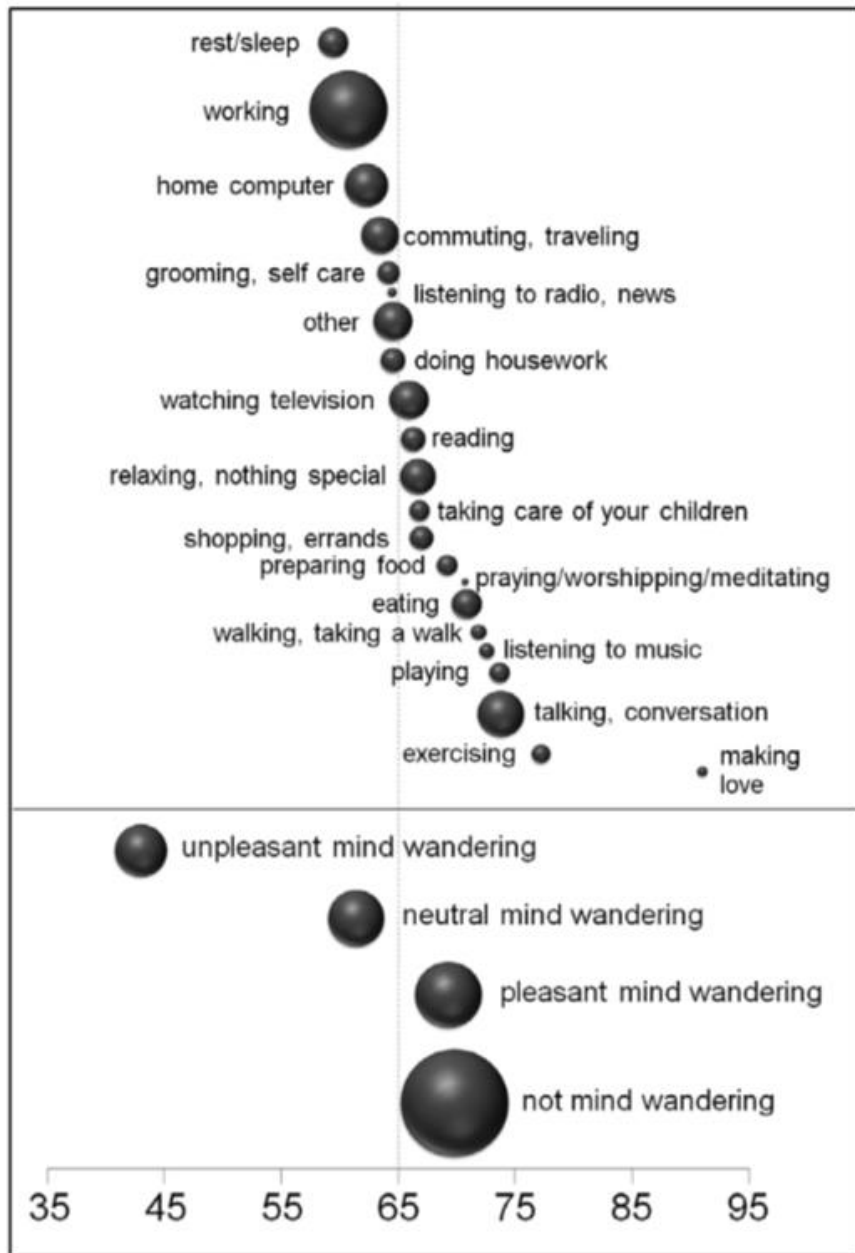 rest/sleep
working
home computer
commuting, traveling
grooming, self care
listening to radio, news
other
doing housework
watching television
reading
relaxing, nothing special
taking care of your children
shopping, errands
preparing food
praying/worshipping/meditating
eating
walking, taking a walk
listening to music
playing
talking, conversation
exercising
making
love
unpleasant mind wandering
neutral mind wandering
pleasant mind wandering
not mind wandering
35 45 55 65 75 85 95